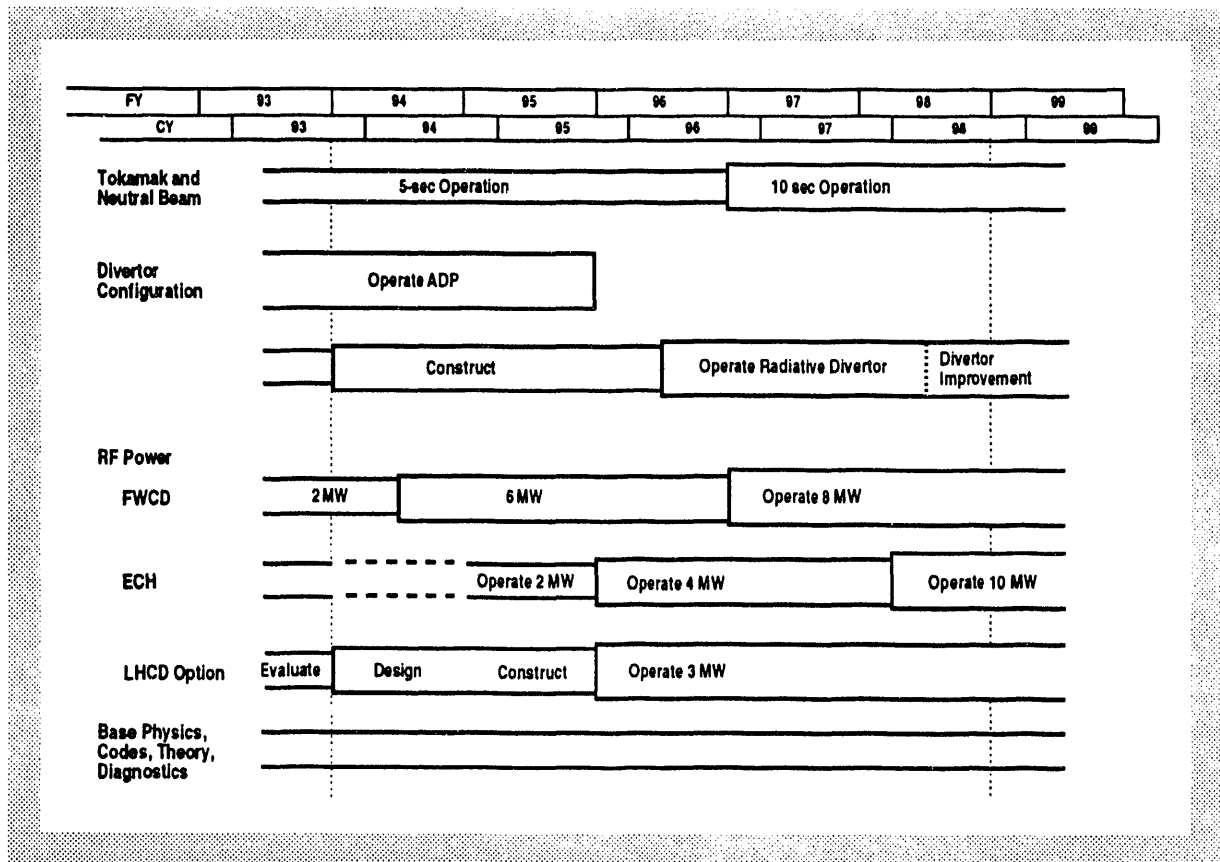 FY 93 94 95 96 97 98 99
CY 93 94 95 96 97 98 99
Tokamak and
Neutral Beam
5-sec Operation
10 sec Operation
Divertor
Configuration
Operate ADP
Construct
Operate Radiative Divertor
Divertor
Improvement
RF Power
FWCD
2 MW
6 MW
Operate 8 MW
ECH
Operate 2 MW
Operate 4 MW
Operate 10 MW
LHCD Option
Evaluate
Design
Construct
Operate 3 MW
Base Physics,
Codes, Theory,
Diagnostics